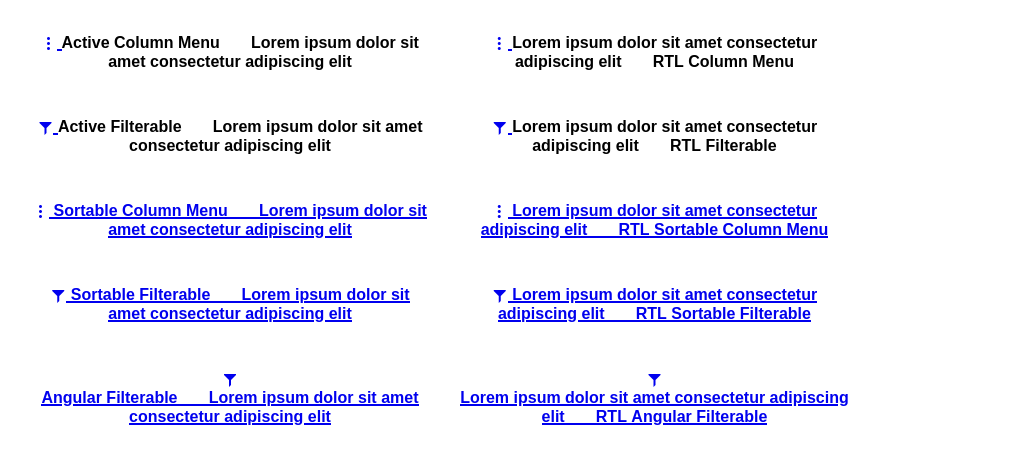 Active Column Menu Lorem ipsum dolor sit
amet consectetur adipiscing elit
Lorem ipsum dolor sit amet consectetur
adipiscing elit RTL Column Menu
Active Filterable Lorem ipsum dolor sit amet
consectetur adipiscing elit
Lorem ipsum dolor sit amet consectetur
adipiscing elit RTL Filterable
Sortable Column Menu Lorem ipsum dolor sit
amet consectetur adipiscing elit
Lorem ipsum dolor sit amet consectetur
adipiscing elit RTL Sortable Column Menu
Sortable Filterable Lorem ipsum dolor sit
amet consectetur adipiscing elit
Lorem ipsum dolor sit amet consectetur
adipiscing elit RTL Sortable Filterable
Angular Filterable Lorem ipsum dolor sit amet
consectetur adipiscing elit
Lorem ipsum dolor sit amet consectetur adipiscing
elit RTL Angular Filterable